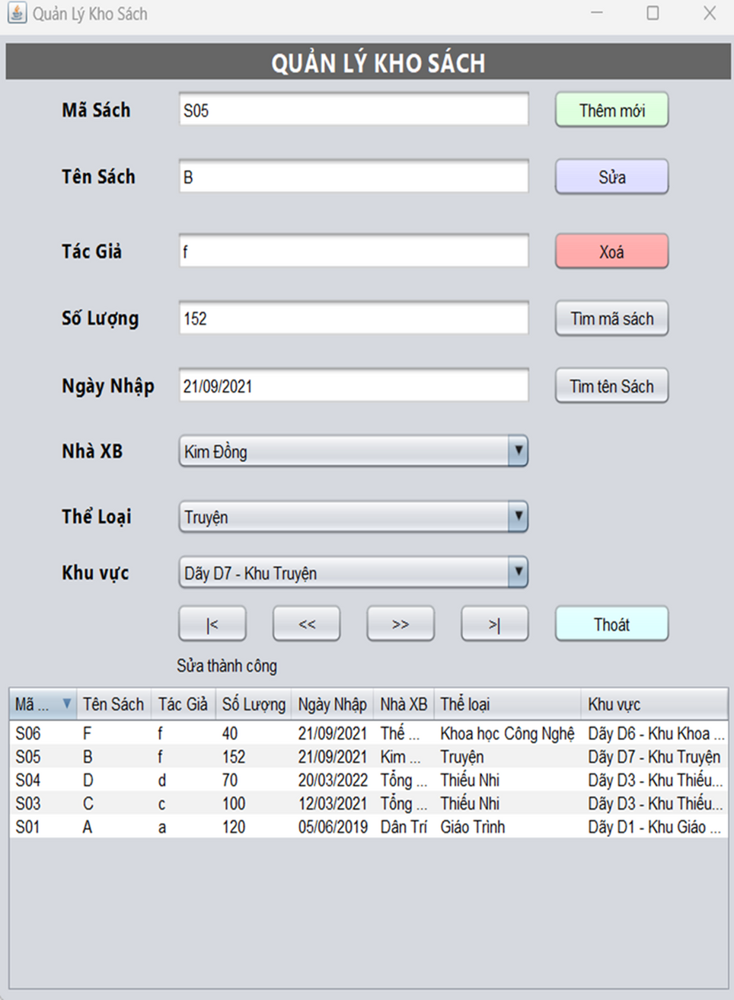 Quản Lý Kho Sách
QUẢN LÝ KHO SÁCH
Mã Sách S05 Thêm mới
Tên Sách B Sửa
Tác Giả f Xoá
Số Lượng 152 Tìm mã sách
Ngày Nhập 21/09/2021 Tìm tên Sách
Nhà XB Kim Đồng
Thể Loại Truyện
Khu vực Dãy D7 - Khu Truyện
|< << >> >| Thoát
Sửa thành công
Mã ... Tên Sách Tác Giả Số Lượng Ngày Nhập Nhà XB Thể loại Khu vực
S06 F f 40 21/09/2021 Thế ... Khoa học Công Nghệ Dãy D6 - Khu Khoa ...
S05 B f 152 21/09/2021 Kim ... Truyện Dãy D7 - Khu Truyện
S04 D d 70 20/03/2022 Tổng ... Thiếu Nhi Dãy D3 - Khu Thiếu...
S03 C c 100 12/03/2021 Tổng ... Thiếu Nhi Dãy D3 - Khu Thiếu...
S01 A a 120 05/06/2019 Dân Trí Giáo Trình Dãy D1 - Khu Giáo ...